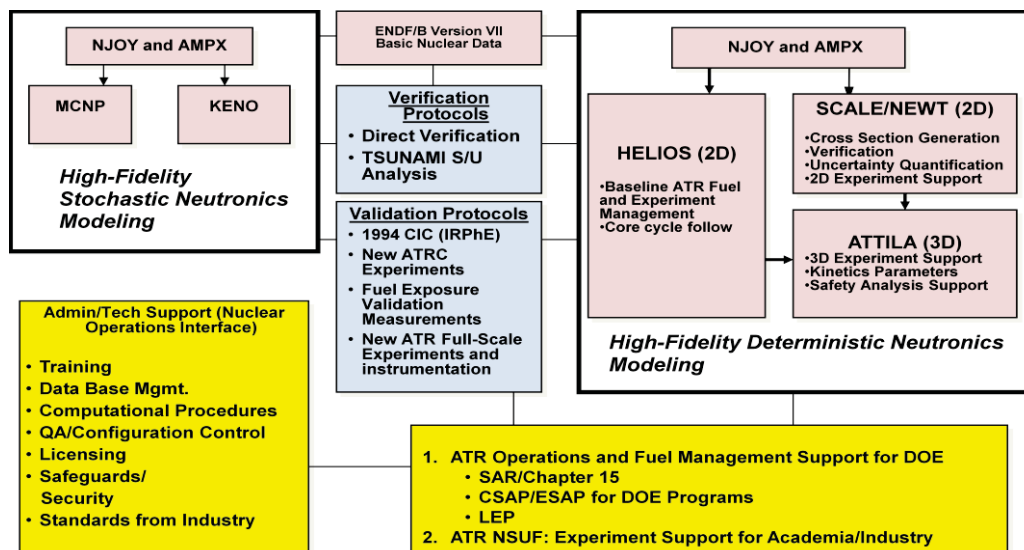 NJOY and AMPX
MCNP
KENO
High-Fidelity
Stochastic Neutronics
Modeling
ENDF/B Version VII
Basic Nuclear Data
Verification
Protocols
• Direct Verification
• TSUNAMI S/U
Analysis
Validation Protocols
• 1994 CIC (IRPhE)
• New ATRC
Experiments
• Fuel Exposure
Validation
Measurements
• New ATR Full-Scale
Experiments and
instrumentation
NJOY and AMPX
HELIOS (2D)
•Baseline ATR Fuel
and Experiment
Management
•Core cycle follow
SCALE/NEWT (2D)
•Cross Section Generation
•Verification
•Uncertainty Quantification
•2D Experiment Support
ATTILA (3D)
•3D Experiment Support
•Kinetics Parameters
•Safety Analysis Support
High-Fidelity Deterministic Neutronics
Modeling
Admin/Tech Support (Nuclear
Operations Interface)
• Training
• Data Base Mgmt.
• Computational Procedures
• QA/Configuration Control
• Licensing
• Safeguards/
Security
• Standards from Industry
1. ATR Operations and Fuel Management Support for DOE
• SAR/Chapter 15
• CSAP/ESAP for DOE Programs
• LEP
2. ATR NSUF: Experiment Support for Academia/Industry